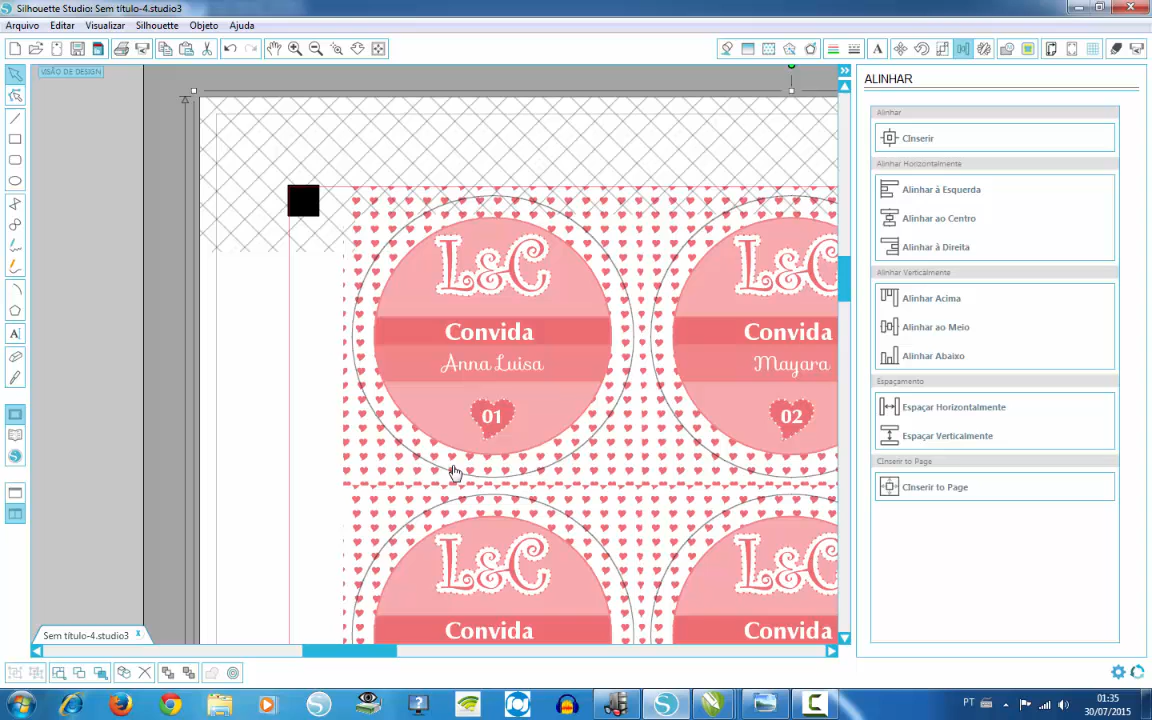 Silhouette Studio: Sem título-4.studio3
Arquivo Editar Visualizar Silhouette Objeto Ajuda
VISÃO DE DESIGN
ALINHAR
Alinhar
CInserir
Alinhar Horizontalmente
Alinhar à Esquerda
Alinhar ao Centro
Alinhar à Direita
Alinhar Verticalmente
Alinhar Acima
Alinhar ao Meio
Alinhar Abaixo
Espaçamento
Espaçar Horizontalmente
Espaçar Verticalmente
CInserir to Page
CInserir to Page
L&C L&C
Convida Convida
Anna Luisa Mayara
01 02
L&C L&C
Convida Convida
Sem título-4.studio3
PT
01:35
30/07/2015